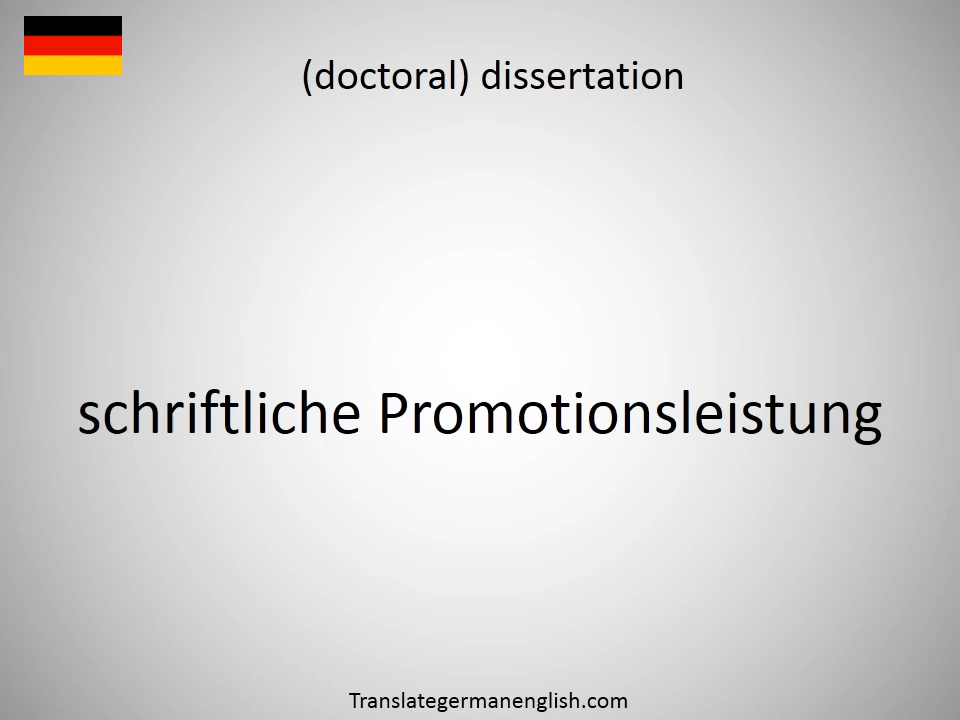 (doctoral) dissertation
schriftliche Promotionsleistung
Translategermanenglish.com